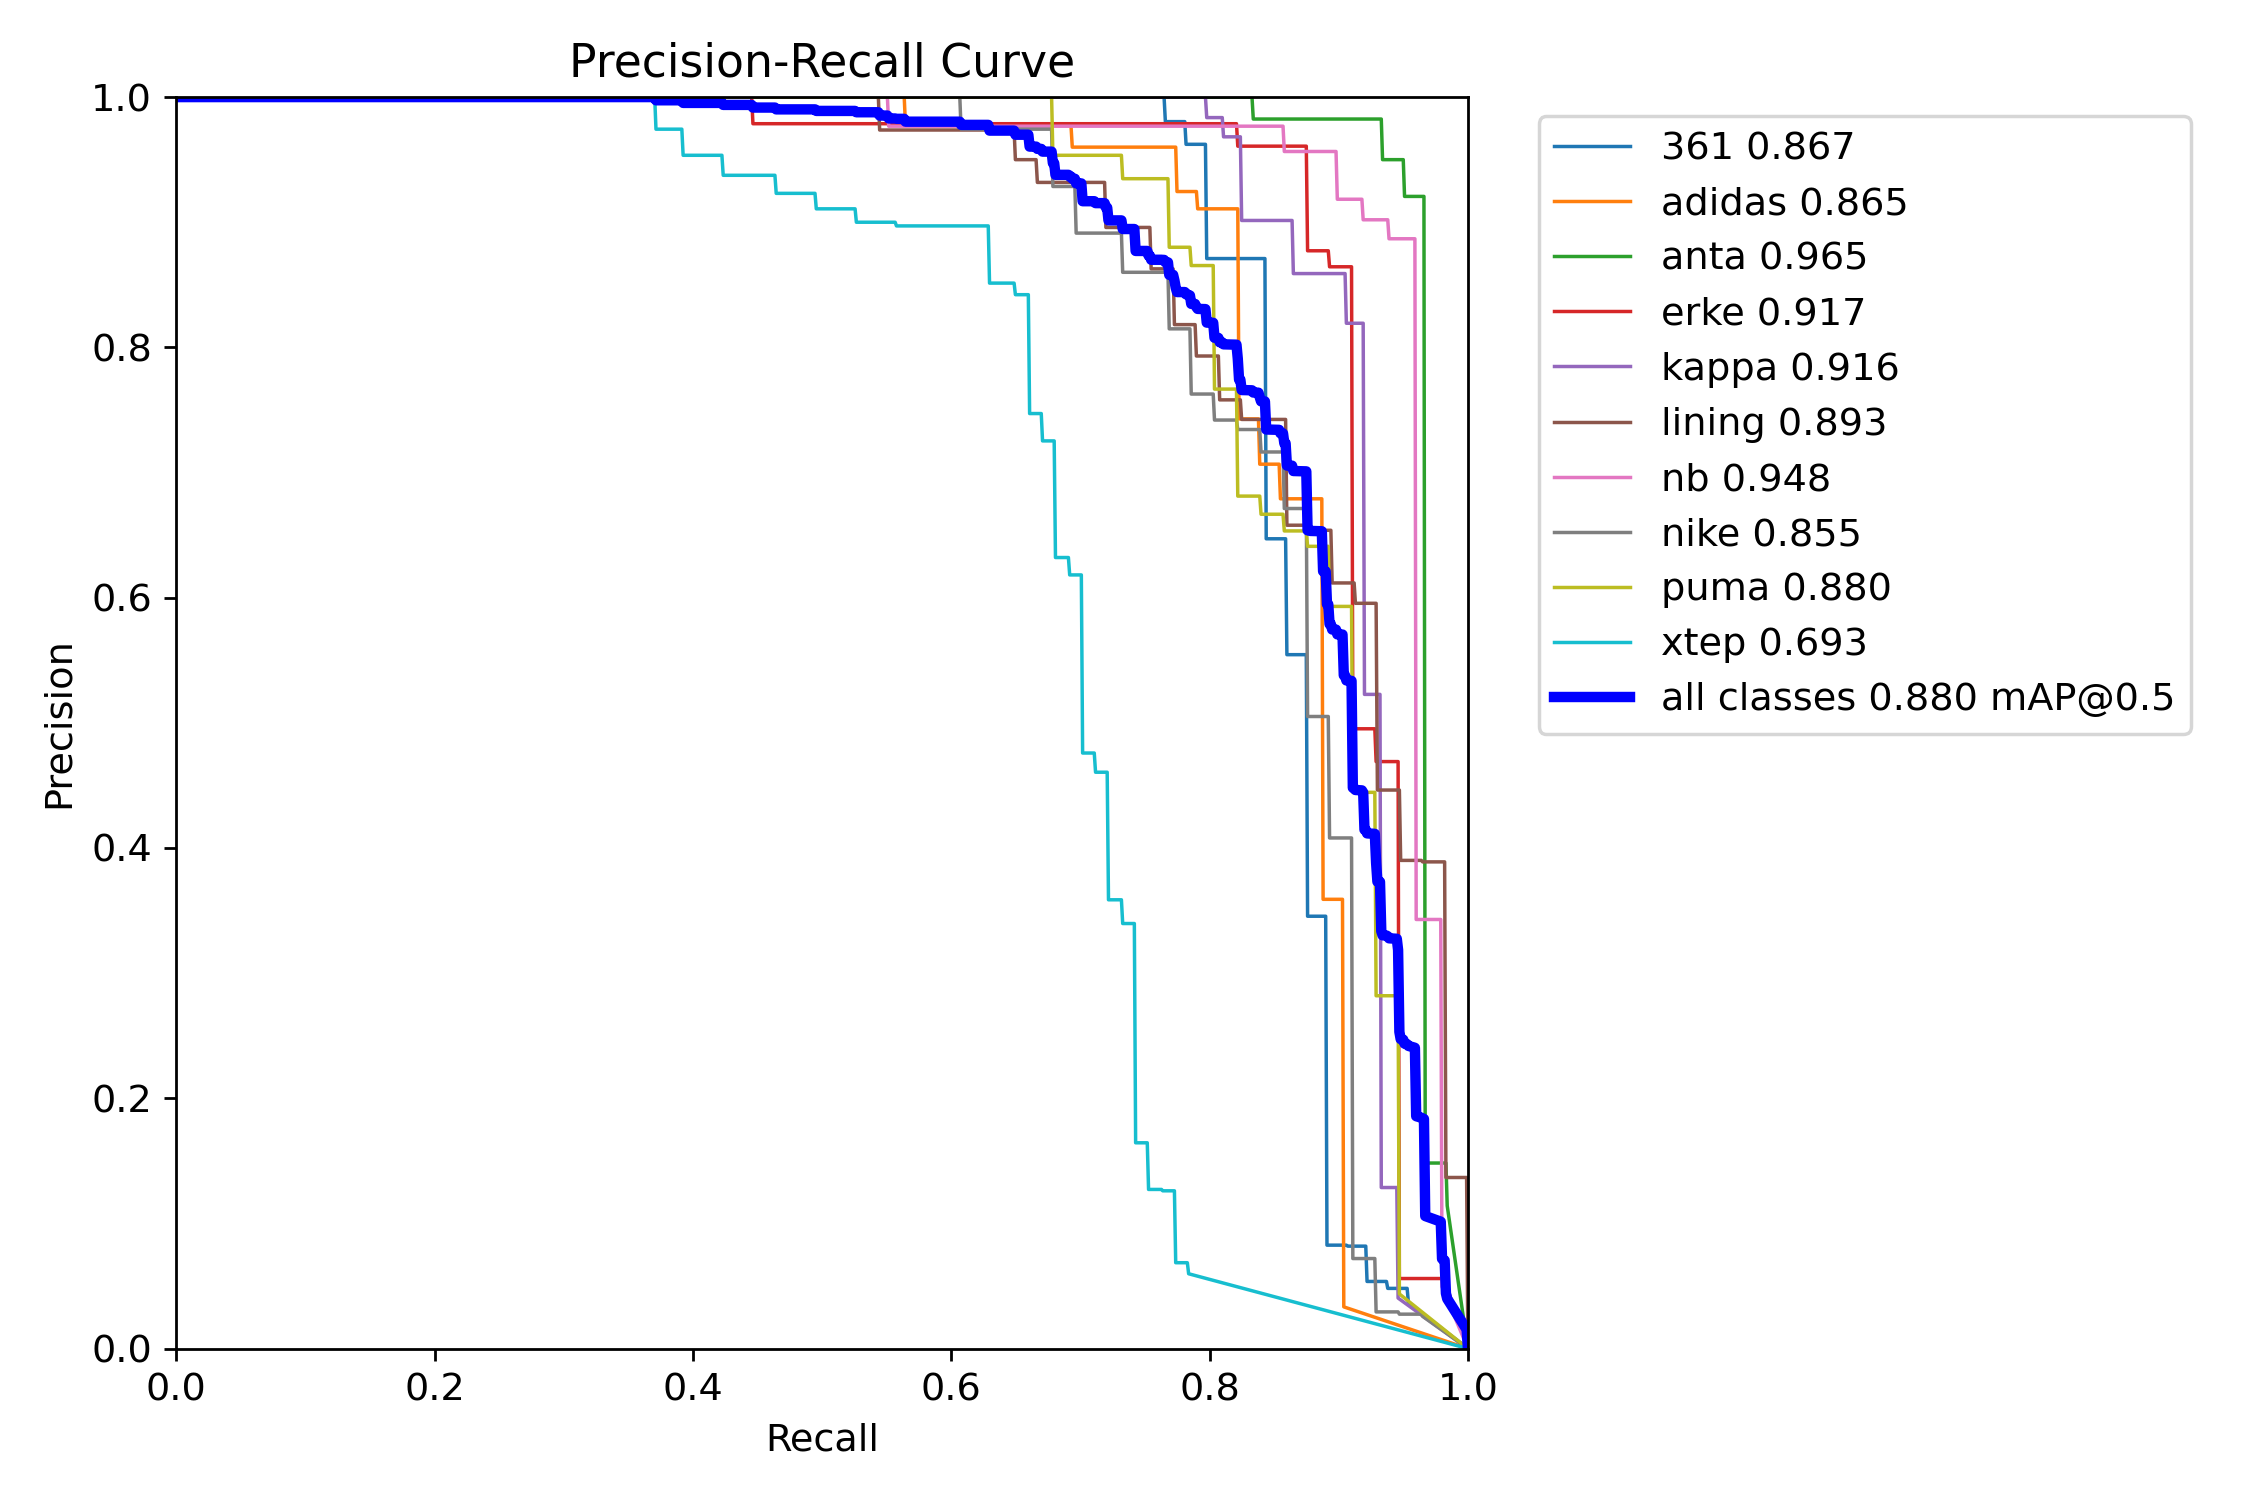 Precision-Recall Curve
1.0
0.8
0.6
0.4
0.2
0.0
Precision
0.0 0.2 0.4 0.6 0.8 1.0
Recall
361 0.867
adidas 0.865
anta 0.965
erke 0.917
kappa 0.916
lining 0.893
nb 0.948
nike 0.855
puma 0.880
xtep 0.693
all classes 0.880 mAP@0.5